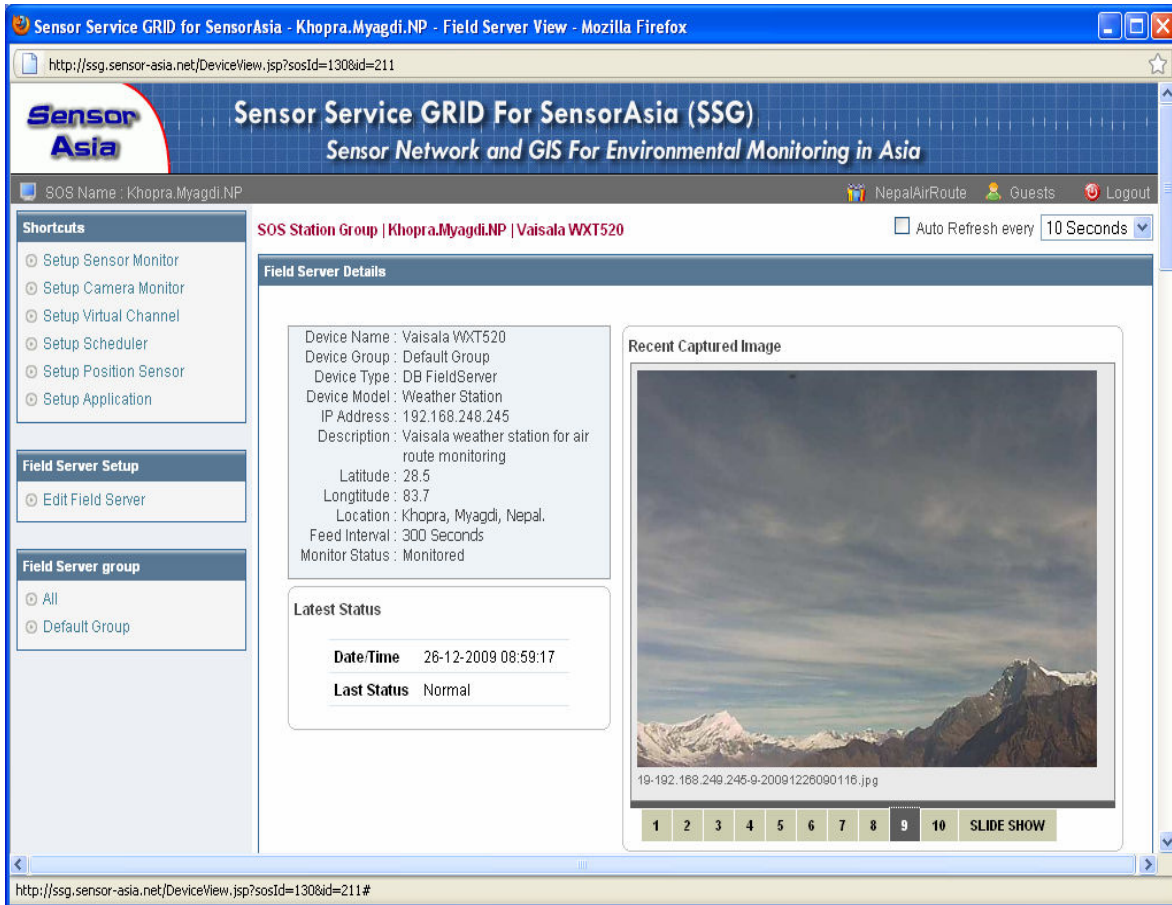 Sensor Service GRID for SensorAsia - Khopra.Myagdi.NP - Field Server View - Mozilla Firefox
http://ssg.sensor-asia.net/DeviceView.jsp?sosId=130&id=211
Sensor
Asia
Sensor Service GRID For SensorAsia (SSG)
Sensor Network and GIS For Environmental Monitoring in Asia
SOS Name : Khopra.Myagdi.NP
NepalAirRoute Guests Logout
Shortcuts
Setup Sensor Monitor
Setup Camera Monitor
Setup Virtual Channel
Setup Scheduler
Setup Position Sensor
Setup Application
Field Server Setup
Edit Field Server
Field Server group
All
Default Group
SOS Station Group | Khopra.Myagdi.NP | Vaisala WXT520
Auto Refresh every 10 Seconds
Field Server Details
Device Name : Vaisala WXT520
Device Group : Default Group
Device Type : DB FieldServer
Device Model : Weather Station
IP Address : 192.168.248.245
Description : Vaisala weather station for air
route monitoring
Latitude : 28.5
Longtitude : 83.7
Location : Khopra, Myagdi, Nepal.
Feed Interval : 300 Seconds
Monitor Status : Monitored
Latest Status
Date/Time 26-12-2009 08:59:17
Last Status Normal
Recent Captured Image
19-192.168.249.245-9-20091226090116.jpg
1 2 3 4 5 6 7 8 9 10 SLIDE SHOW
http://ssg.sensor-asia.net/DeviceView.jsp?sosId=130&id=211#